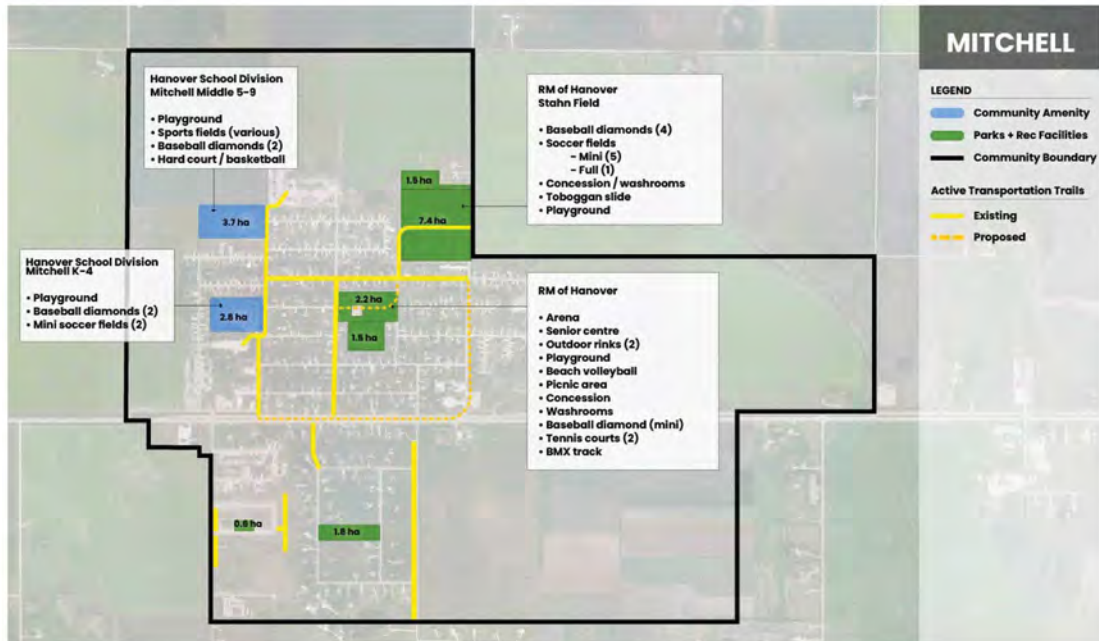 MITCHELL
LEGEND
Community Amenity
Parks + Rec Facilities
Community Boundary
Active Transportation Trails
Existing
Proposed
Hanover School Division
Mitchell Middle 5-9
• Playground
• Sports fields (various)
• Baseball diamonds (2)
• Hard court / basketball
RM of Hanover
Stahn Field
• Baseball diamonds (4)
• Soccer fields
- Mini (5)
- Full (1)
• Concession / washrooms
• Toboggan slide
• Playground
1.5 ha
7.4 ha
3.7 ha
Hanover School Division
Mitchell K-4
• Playground
• Baseball diamonds (2)
• Mini soccer fields (2)
2.8 ha
2.2 ha
1.5 ha
RM of Hanover
• Arena
• Senior centre
• Outdoor rinks (2)
• Playground
• Beach volleyball
• Picnic area
• Concession
• Washrooms
• Baseball diamond (mini)
• Tennis courts (2)
• BMX track
ha
1.8 ha